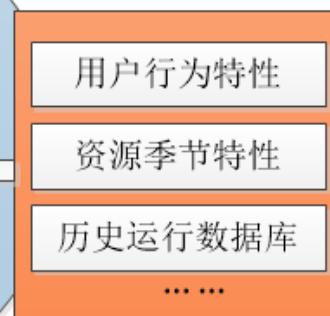 用户行为特性
资源季节特性
历史运行数据库
… …